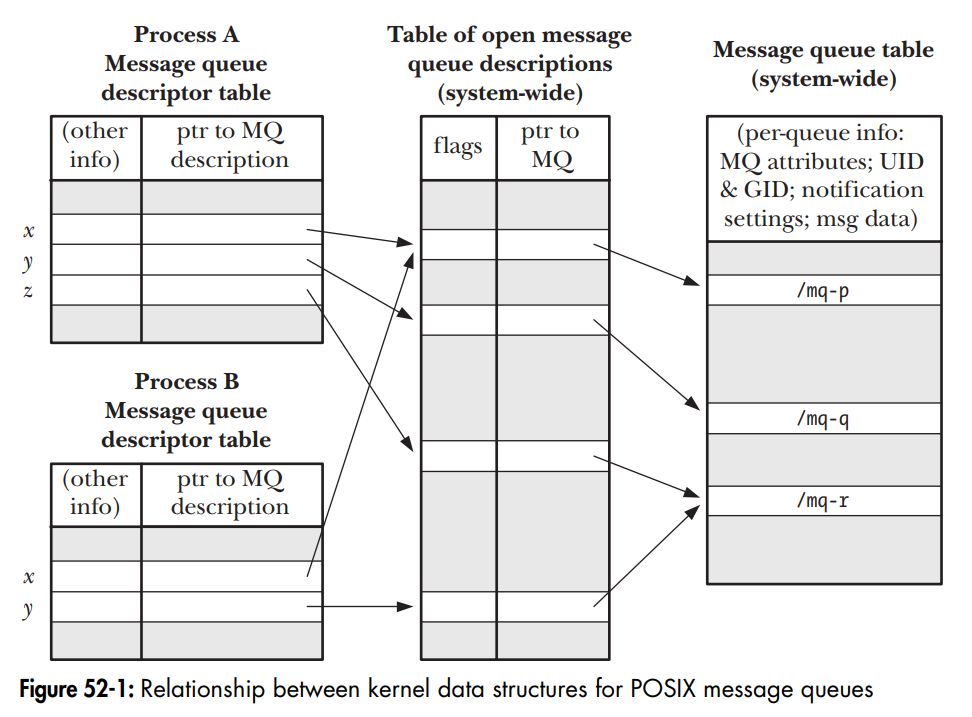 Process A
Message queue
descriptor table
(other
info)
ptr to MQ
description
x
y
z
Process B
Message queue
descriptor table
(other
info)
ptr to MQ
description
x
y
Table of open message
queue descriptions
(system-wide)
flags
ptr to
MQ
Message queue table
(system-wide)
(per-queue info:
MQ attributes; UID
& GID; notification
settings; msg data)
/mq-p
/mq-q
/mq-r
Figure 52-1: Relationship between kernel data structures for POSIX message queues